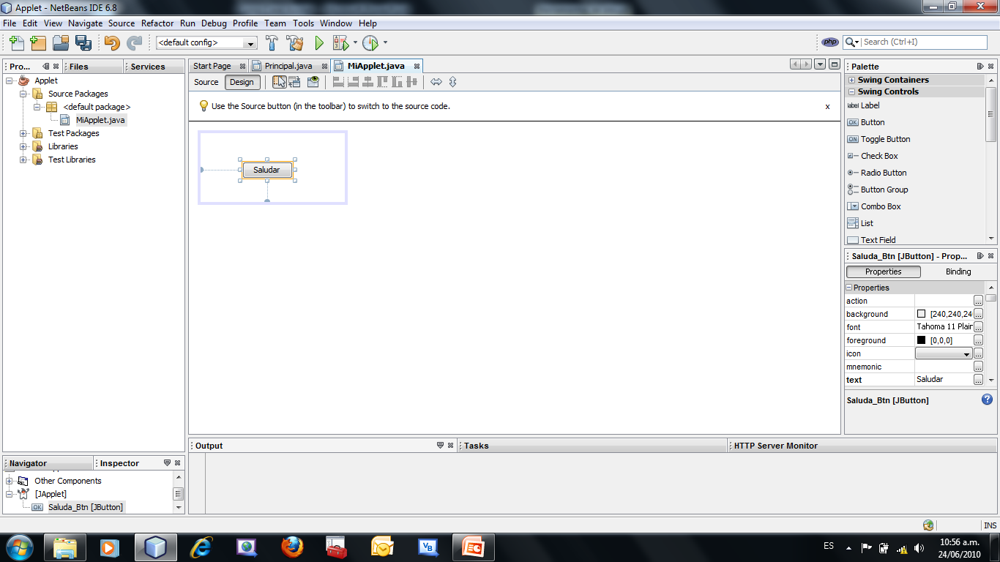 Applet - NetBeans IDE 6.8
File Edit View Navigate Source Refactor Run Debug Profile Team Tools Window Help
<default config>
php
Search (Ctrl+I)
Pro...
Files
Services
Applet
Source Packages
<default package>
MiApplet.java
Test Packages
Libraries
Test Libraries
Start Page
Principal.java
MiApplet.java
Source
Design
Use the Source button (in the toolbar) to switch to the source code.
x
Saludar
Palette
Swing Containers
Swing Controls
label Label
OK Button
ON Toggle Button
Check Box
Radio Button
Button Group
Combo Box
List
Text Field
Saluda_Btn [JButton] - Prop...
Properties
Binding
Properties
action ...
background [240,240,24 ...
font Tahoma 11 Plain ...
foreground [0,0,0] ...
icon ...
mnemonic ...
text Saludar ...
Saluda_Btn [JButton]
?
Navigator
Inspector
Other Components
[JApplet]
OK Saluda_Btn [JButton]
Output
Tasks
HTTP Server Monitor
INS
VB
ES
10:56 a.m.
24/06/2010